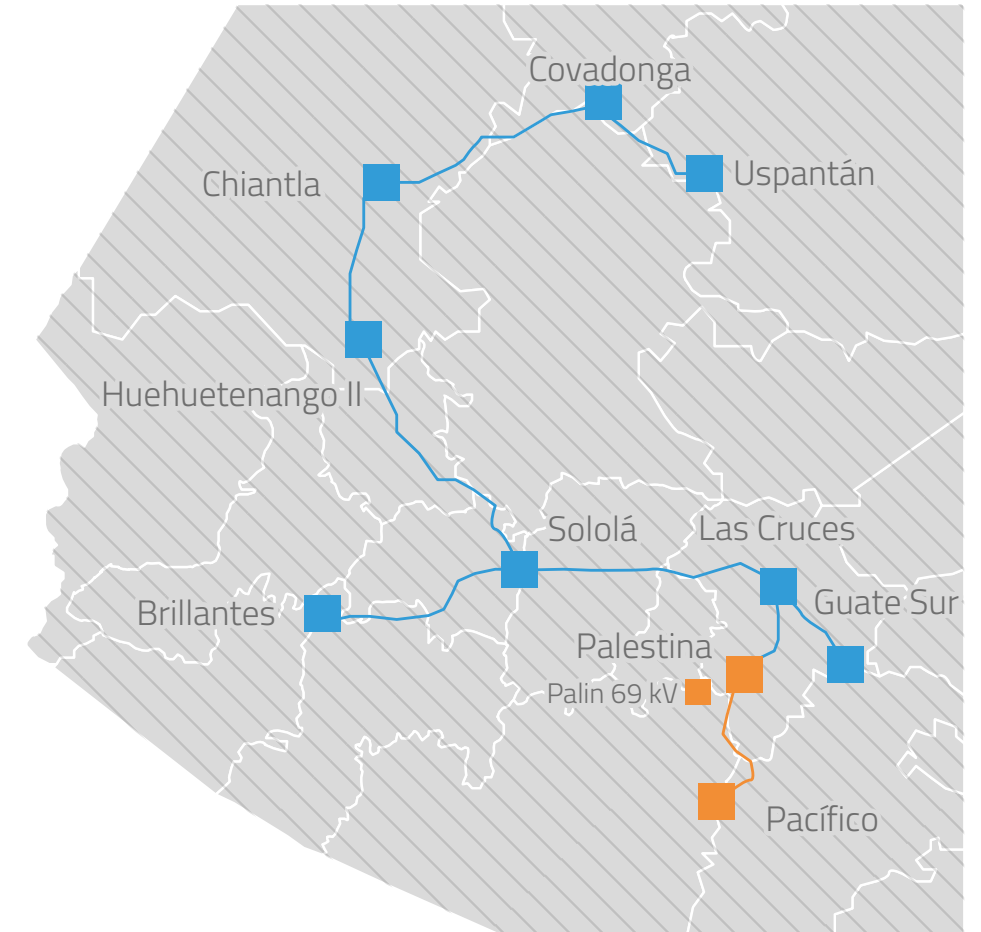 Covadonga
Uspantán
Chiantla
Huehuetenango II
Sololá
Las Cruces
Brillantes
Guate Sur
Palestina
Palin 69 kV
Pacífico